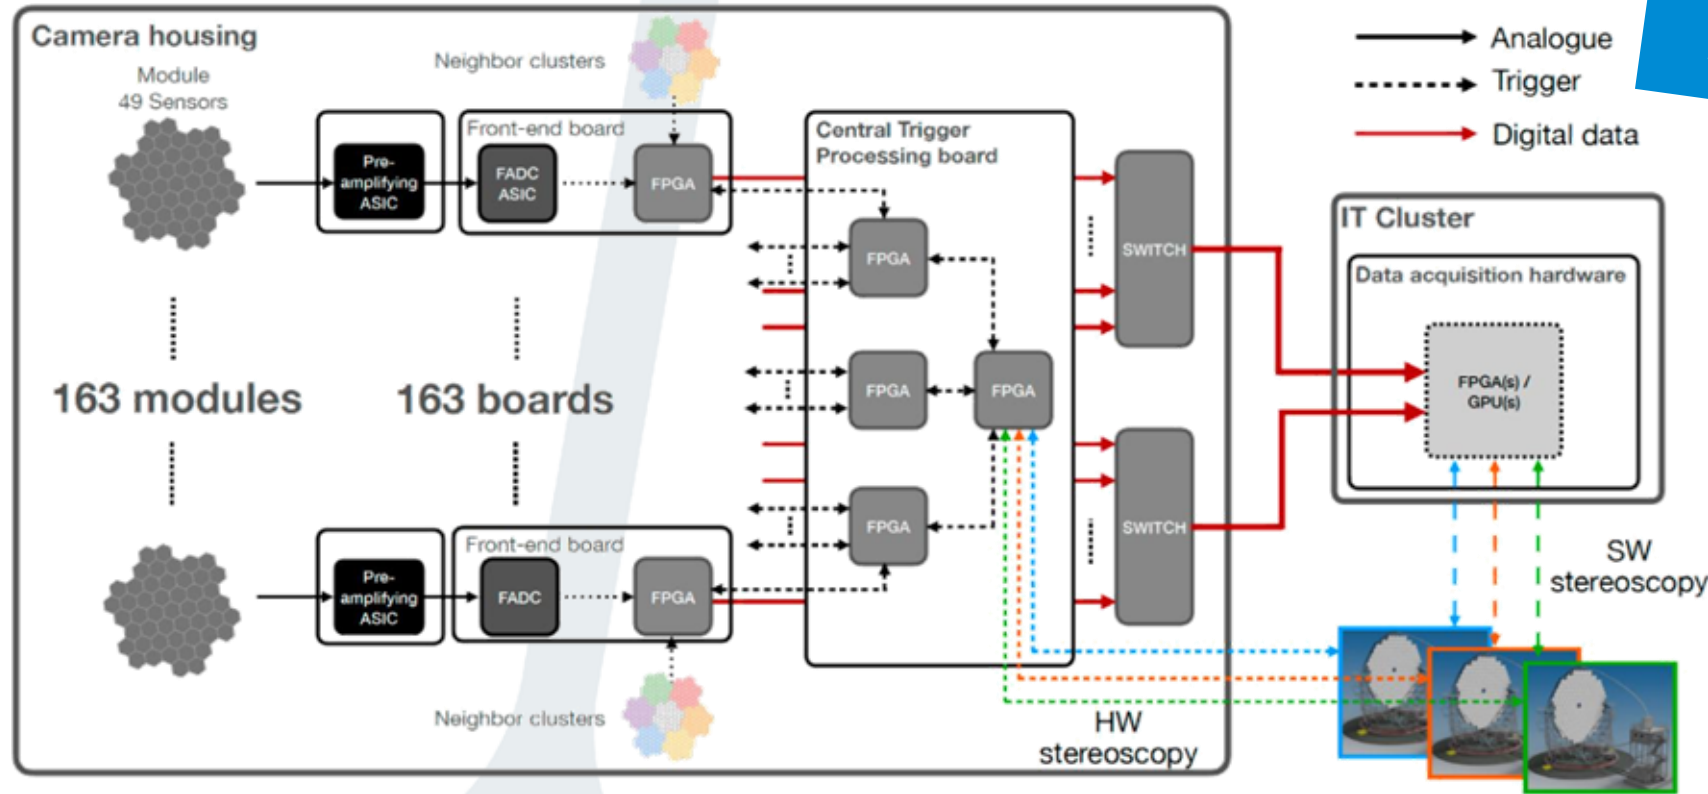 Camera housing
Module
49 Sensors
Neighbor clusters
Pre-
amplifying
ASIC
Front-end board
FADC
ASIC
FPGA
Central Trigger
Processing board
FPGA
FPGA
FPGA
FPGA
SWITCH
SWITCH
163 modules
163 boards
Pre-
amplifying
ASIC
Front-end board
FADC
FPGA
Neighbor clusters
HW
stereoscopy
Analogue
Trigger
Digital data
IT Cluster
Data acquisition hardware
FPGA(s) /
GPU(s)
SW
stereoscopy